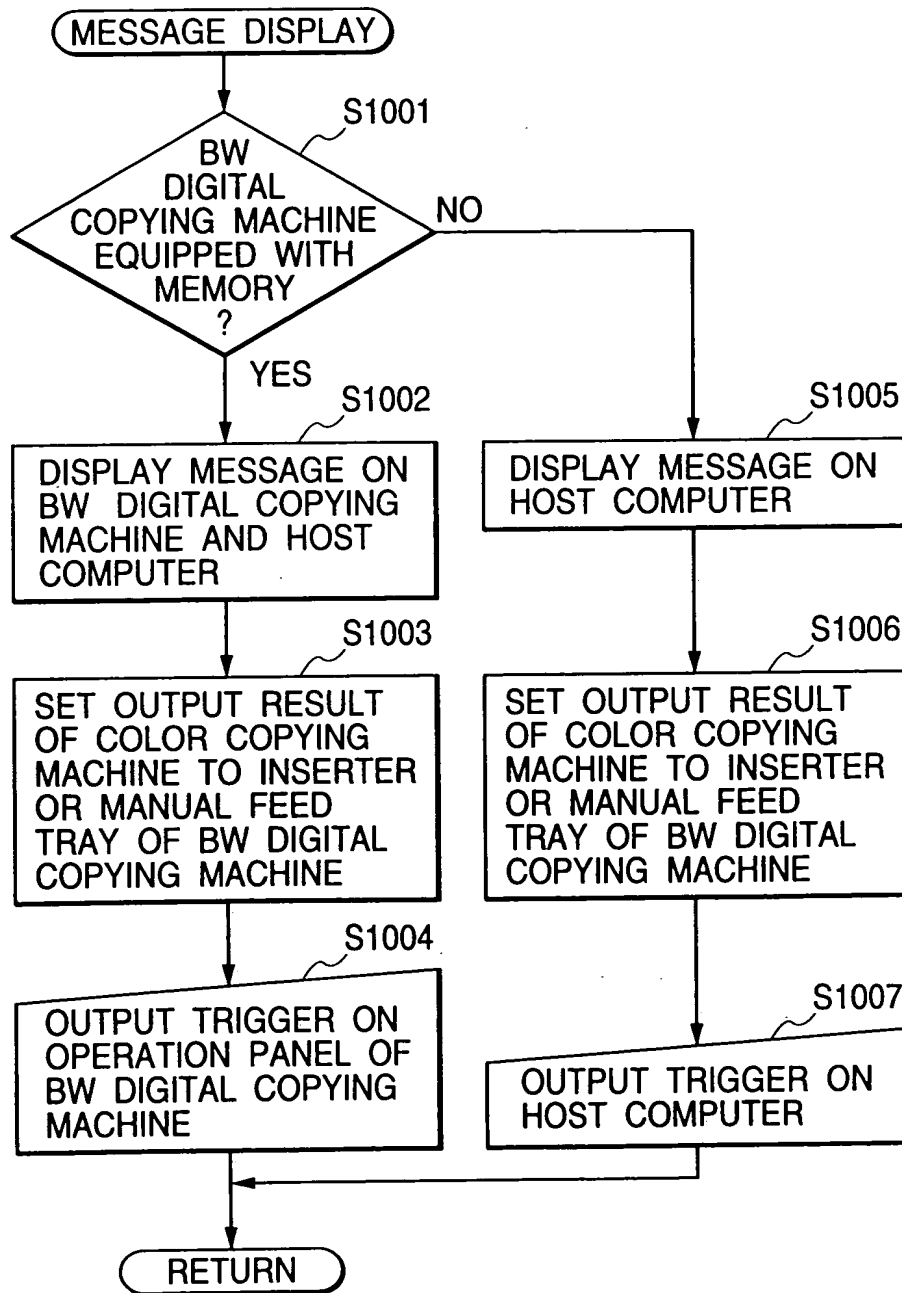 MESSAGE DISPLAY
S1001
BW
DIGITAL
COPYING MACHINE
EQUIPPED WITH
MEMORY
?
NO
YES
S1002
DISPLAY MESSAGE ON
BW DIGITAL COPYING
MACHINE AND HOST
COMPUTER
S1003
SET OUTPUT RESULT
OF COLOR COPYING
MACHINE TO INSERTER
OR MANUAL FEED
TRAY OF BW DIGITAL
COPYING MACHINE
S1004
OUTPUT TRIGGER ON
OPERATION PANEL OF
BW DIGITAL COPYING
MACHINE
S1005
DISPLAY MESSAGE ON
HOST COMPUTER
S1006
SET OUTPUT RESULT
OF COLOR COPYING
MACHINE TO INSERTER
OR MANUAL FEED
TRAY OF BW DIGITAL
COPYING MACHINE
S1007
OUTPUT TRIGGER ON
HOST COMPUTER
RETURN